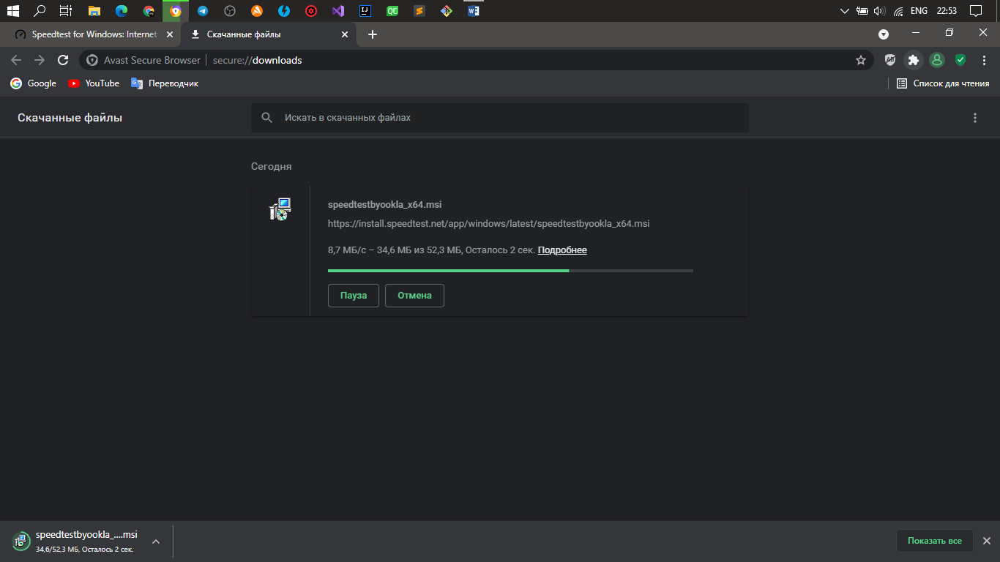 ENG 22:53
Speedtest for Windows: Internet
Скачанные файлы
Avast Secure Browser | secure://downloads
Google YouTube Переводчик Список для чтения
Скачанные файлы
Искать в скачанных файлах
Сегодня
speedtestbyookla_x64.msi
https://install.speedtest.net/app/windows/latest/speedtestbyookla_x64.msi
8,7 МБ/с – 34,6 МБ из 52,3 МБ, Осталось 2 сек. Подробнее
Пауза Отмена
speedtestbyookla_....msi
34,6/52,3 МБ, Осталось 2 сек.
Показать все